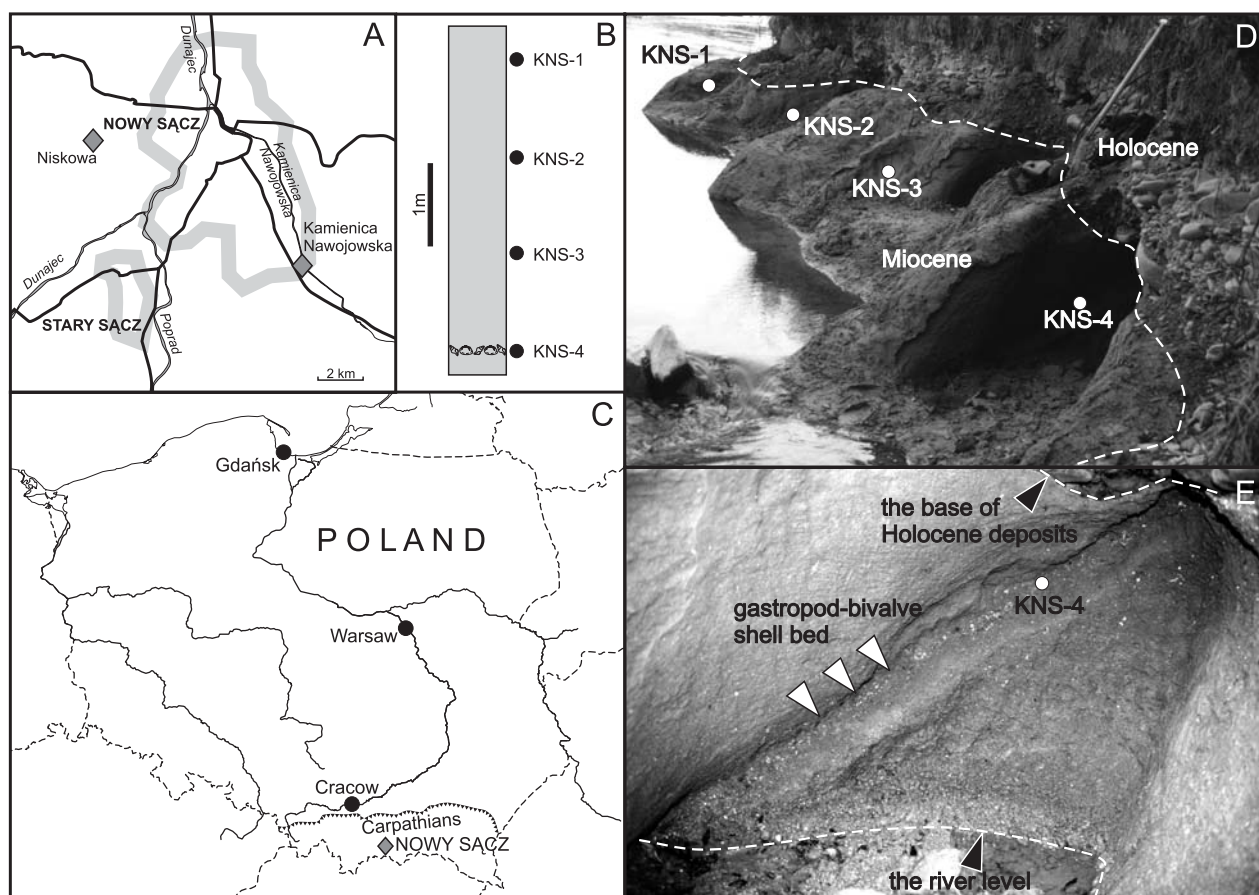 A
Dunajec
NOWY SĄCZ
Niskowa
Kamienica
Nawojowska
Kamienica
Nawojowska
Dunajec
STARY SĄCZ
Poprad
2 km
B
KNS-1
KNS-2
1m
KNS-3
KNS-4
C
Gdańsk
POLAND
Warsaw
Cracow
Carpathians
NOWY SĄCZ
D
KNS-1
KNS-2
Holocene
KNS-3
Miocene
KNS-4
E
the base of
Holocene deposits
KNS-4
gastropod-bivalve
shell bed
the river level